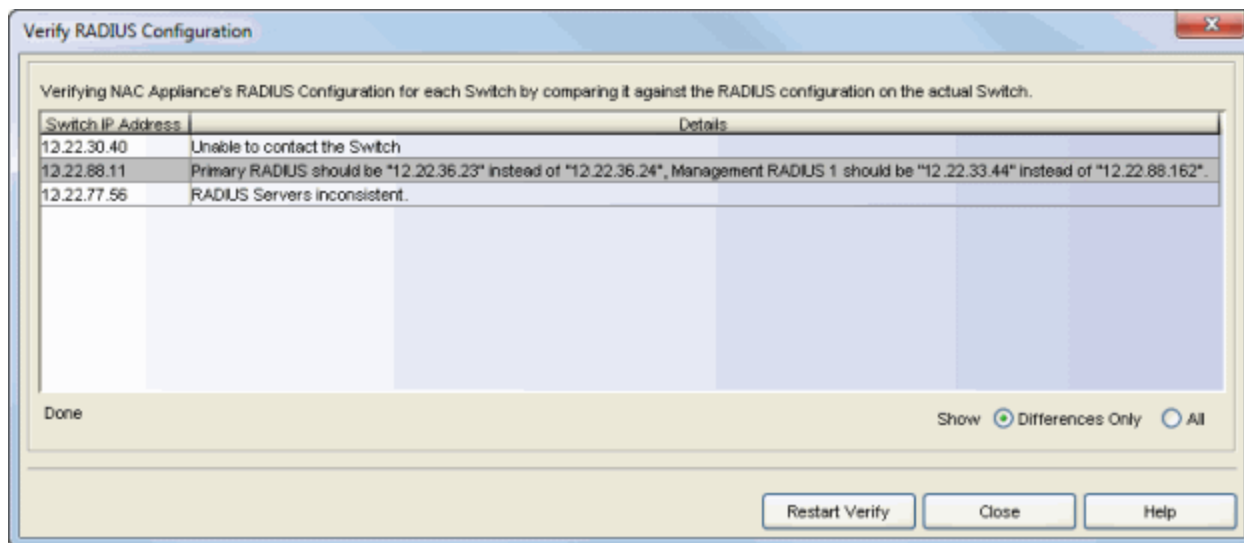 Verify RADIUS Configuration
Verifying NAC Appliance's RADIUS Configuration for each Switch by comparing it against the RADIUS configuration on the actual Switch.
Switch IP Address Details
12.22.30.40 Unable to contact the Switch
12.22.88.11 Primary RADIUS should be "12.22.36.23" instead of "12.22.36.24", Management RADIUS 1 should be "12.22.33.44" instead of "12.22.88.162".
12.22.77.56 RADIUS Servers inconsistent.
Done Show Differences Only All
Restart Verify Close Help